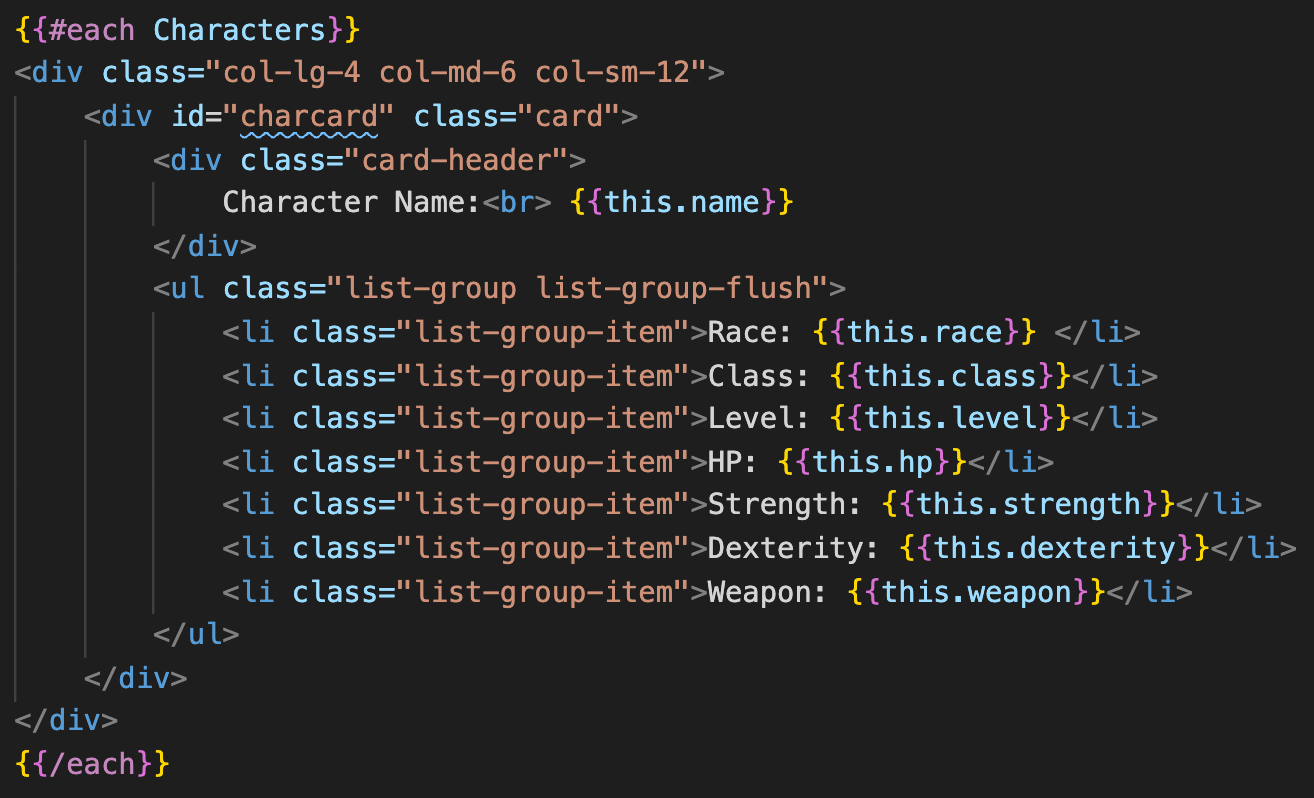 {{#each Characters}}
<div class="col-lg-4 col-md-6 col-sm-12">
    <div id="charcard" class="card">
        <div class="card-header">
            Character Name:<br> {{this.name}}
        </div>
        <ul class="list-group list-group-flush">
            <li class="list-group-item">Race: {{this.race}} </li>
            <li class="list-group-item">Class: {{this.class}}</li>
            <li class="list-group-item">Level: {{this.level}}</li>
            <li class="list-group-item">HP: {{this.hp}}</li>
            <li class="list-group-item">Strength: {{this.strength}}</li>
            <li class="list-group-item">Dexterity: {{this.dexterity}}</li>
            <li class="list-group-item">Weapon: {{this.weapon}}</li>
        </ul>
    </div>
</div>
{{/each}}